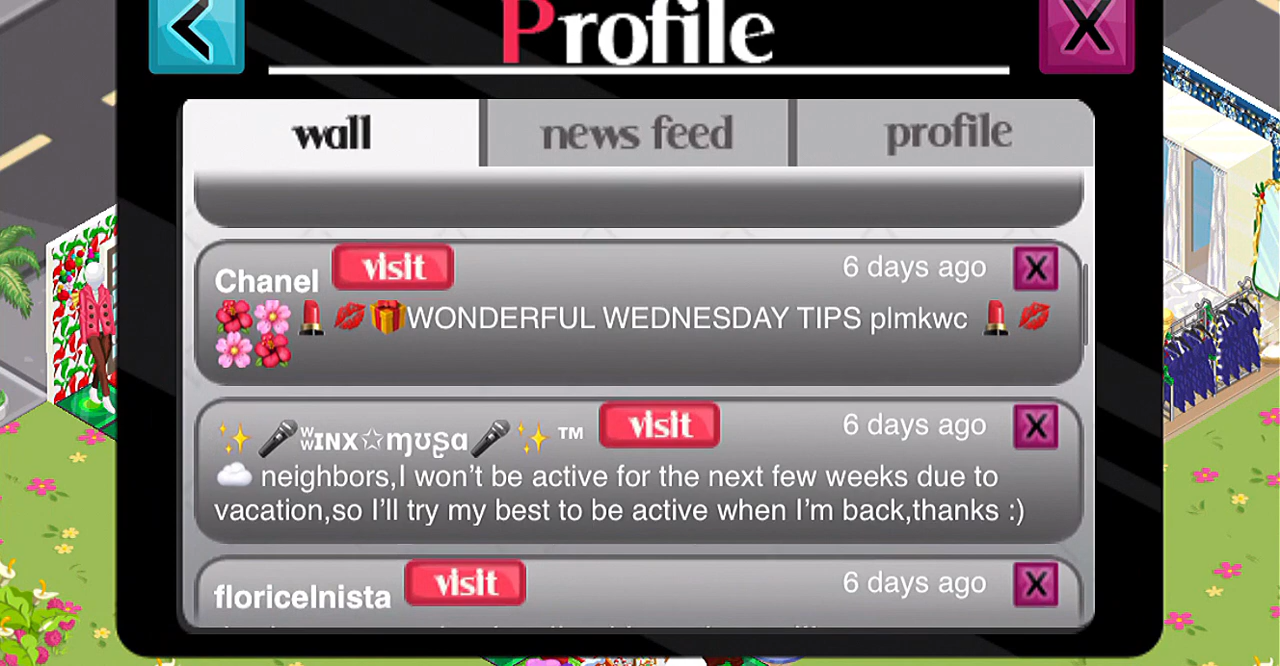 Profile
wall
news feed
profile
Chanel visit 6 days ago X
🌺🌸💄💋🎁WONDERFUL WEDNESDAY TIPS plmkwc 💄💋
🌸🌺
✨🎤ʬɪɴx☆ɱʊʂɑ🎤✨™ visit 6 days ago X
☁️ neighbors,I won’t be active for the next few weeks due to
vacation,so I’ll try my best to be active when I’m back,thanks :)
floricelnista visit 6 days ago X